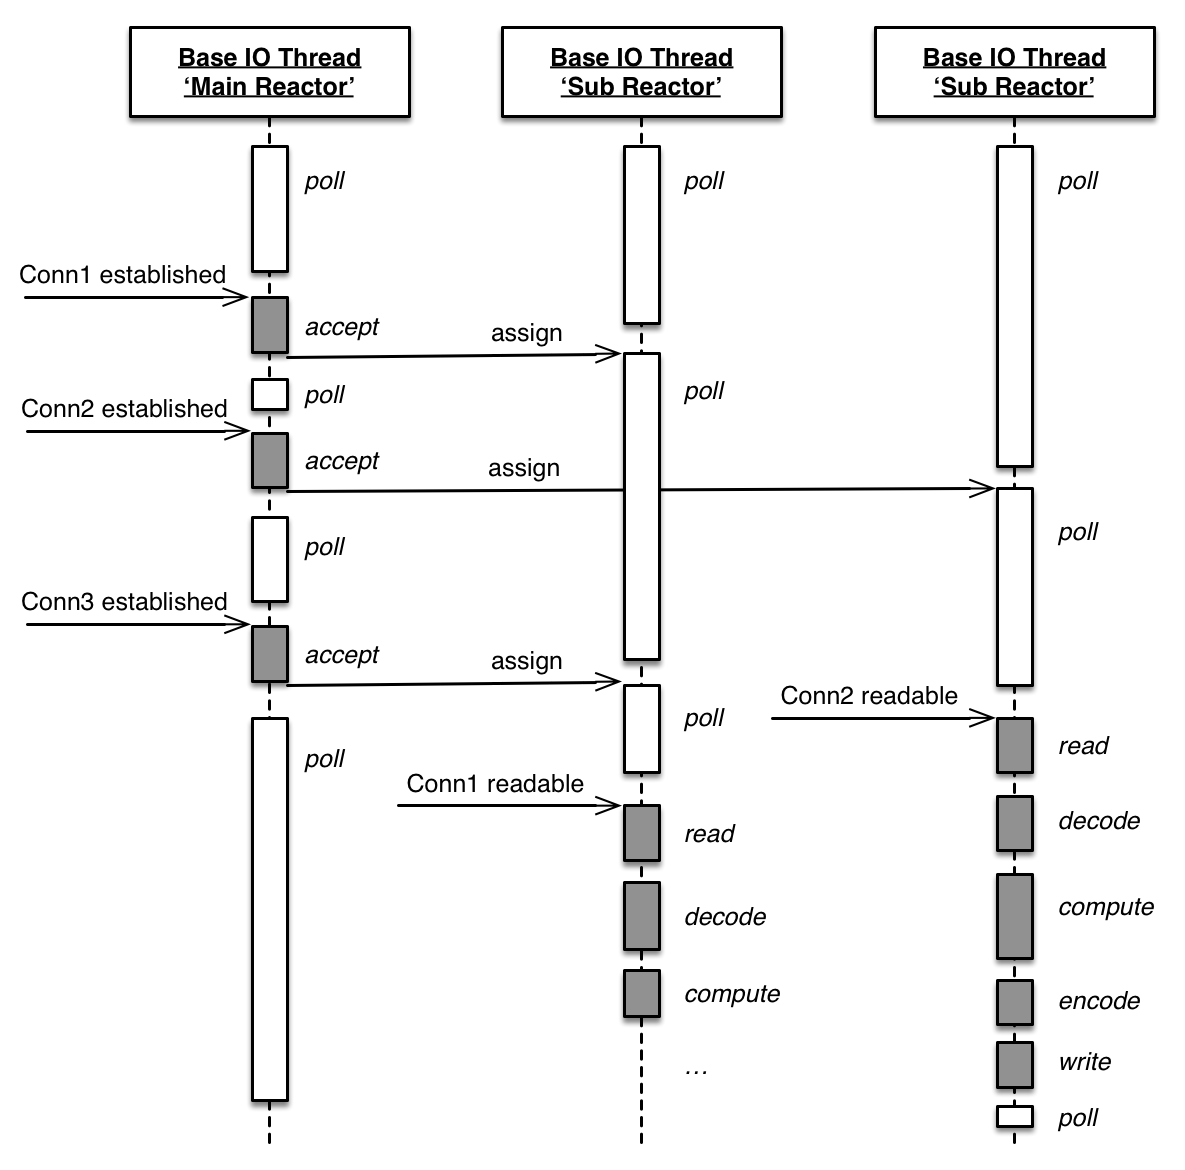 Base IO Thread
‘Main Reactor’
Base IO Thread
‘Sub Reactor’
Base IO Thread
‘Sub Reactor’
poll
poll
poll
Conn1 established
accept
assign
poll
poll
Conn2 established
accept
assign
poll
poll
Conn3 established
accept
assign
Conn2 readable
poll
read
poll
Conn1 readable
decode
read
compute
decode
compute
encode
write
...
poll